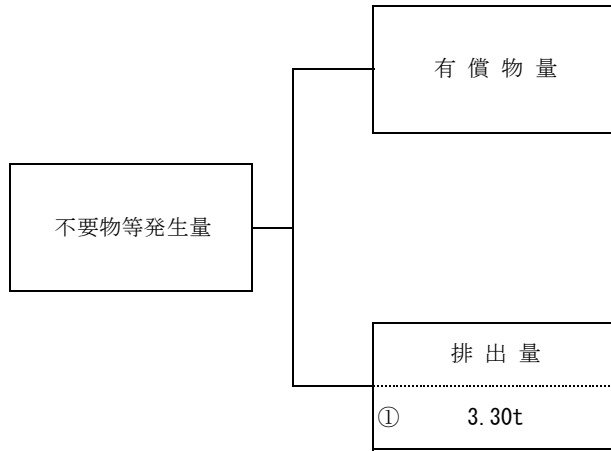 有 償 物 量
不要物等発生量
排 出 量
① 3.30t